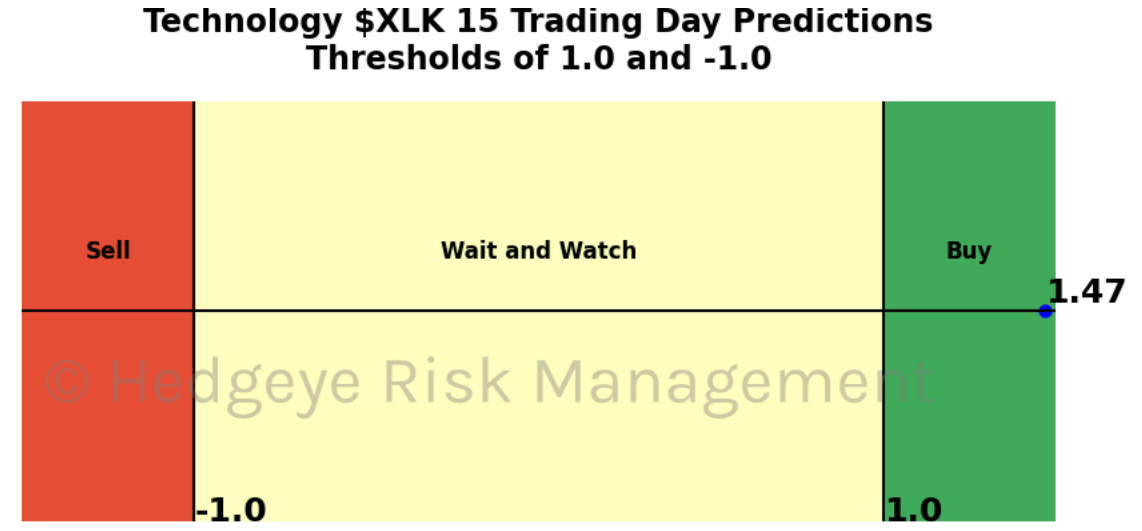 Technology $XLK 15 Trading Day Predictions
Thresholds of 1.0 and -1.0
Sell
Wait and Watch
Buy
1.47
© Hedgeye Risk Management
-1.0
1.0